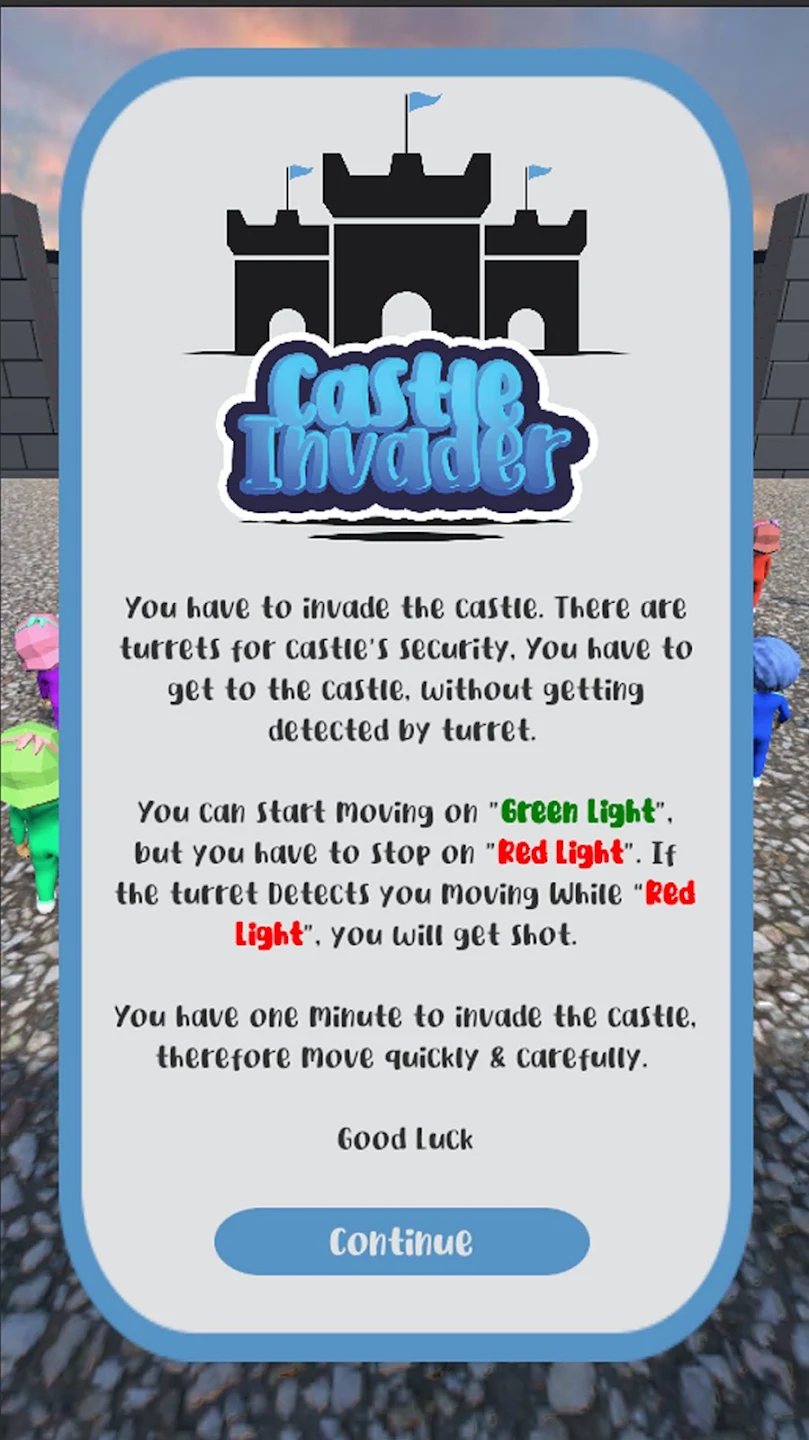 Castle
Invader
You have to invade the castle. There are
turrets for castle's security, You have to
get to the castle, without getting
detected by turret.
You can start moving on "Green Light",
but you have to stop on "Red Light". If
the turret Detects you moving While "Red
Light", you will get shot.
You have one minute to invade the castle,
therefore move quickly & carefully.
Good Luck
Continue